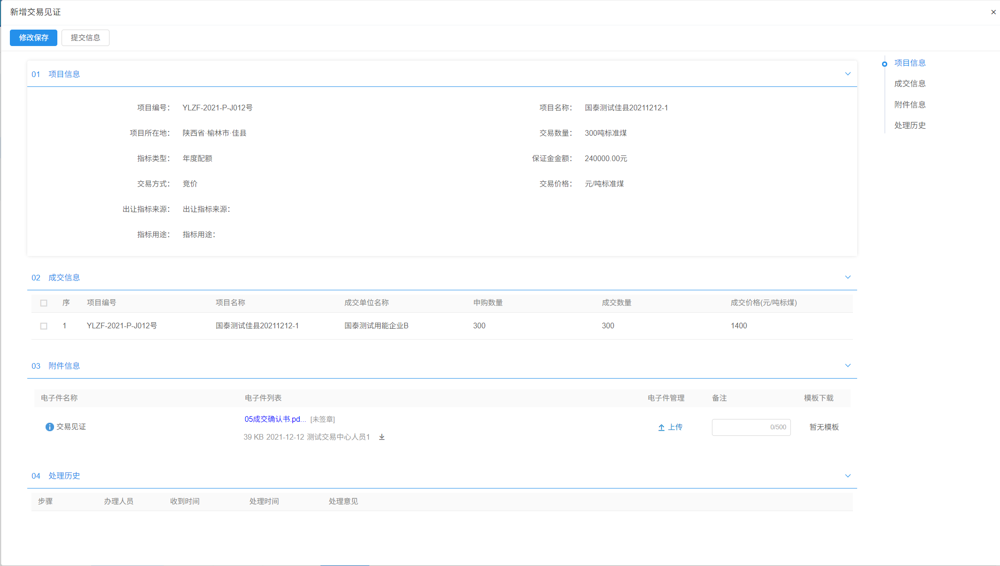 新增交易见证
×
修改保存 提交信息
01 项目信息
项目编号： YLZF-2021-P-J012号 项目名称： 国泰测试佳县20211212-1
项目所在地： 陕西省·榆林市·佳县 交易数量： 300吨标准煤
指标类型： 年度配额 保证金金额： 240000.00元
交易方式： 竞价 交易价格： 元/吨标准煤
出让指标来源： 出让指标来源：
指标用途： 指标用途：
02 成交信息
序 项目编号 项目名称 成交单位名称 申购数量 成交数量 成交价格(元/吨标煤)
1 YLZF-2021-P-J012号 国泰测试佳县20211212-1 国泰测试用能企业B 300 300 1400
03 附件信息
电子件名称 电子件列表 电子件管理 备注 模板下载
交易见证 05成交确认书.pd... [未签章] 上传 0/500 暂无模板
39 KB 2021-12-12 测试交易中心人员1
04 处理历史
步骤 办理人员 收到时间 处理时间 处理意见
项目信息
成交信息
附件信息
处理历史